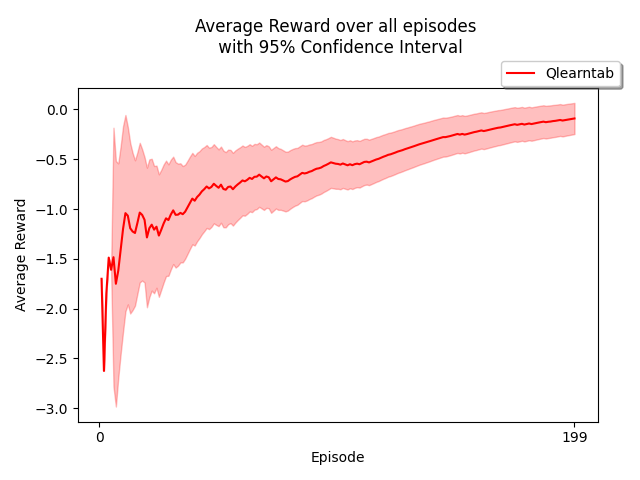 Average Reward over all episodes
with 95% Confidence Interval
Qlearntab
0.0
−0.5
−1.0
−1.5
−2.0
−2.5
−3.0
Average Reward
0
199
Episode